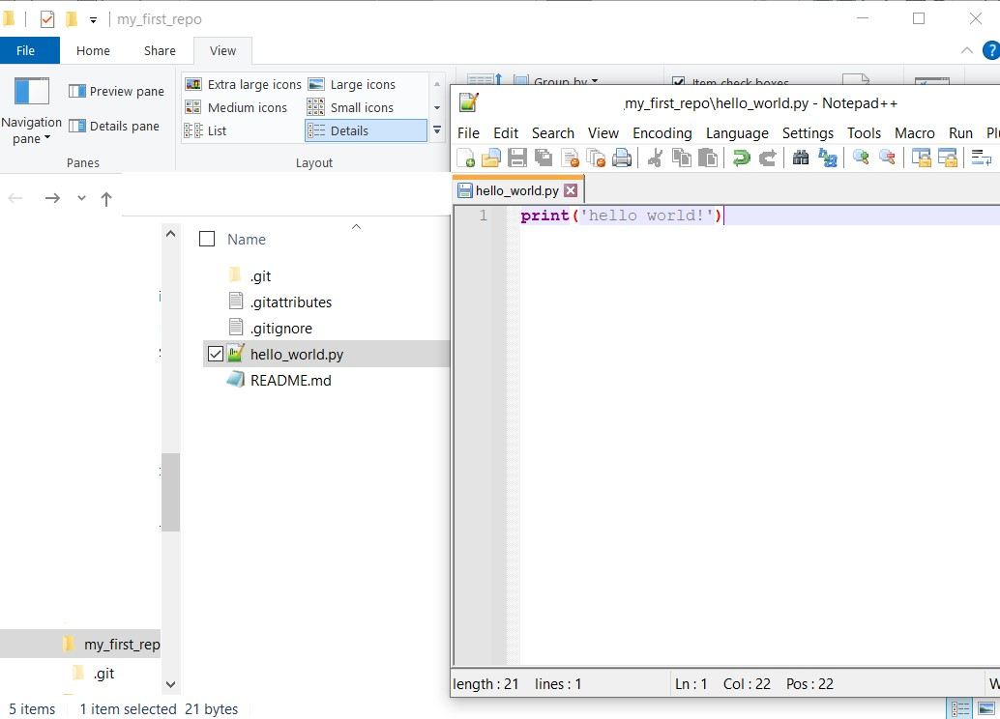 my_first_repo
File Home Share View
Navigation pane
Preview pane
Details pane
Panes
Extra large icons Large icons
Medium icons Small icons
List Details
Layout
Group by
Item check boxes
my_first_repo\hello_world.py - Notepad++
File Edit Search View Encoding Language Settings Tools Macro Run Pl
hello_world.py
1 print('hello world!')
Name
.git
.gitattributes
.gitignore
hello_world.py
README.md
my_first_rep
.git
length : 21 lines : 1 Ln : 1 Col : 22 Pos : 22 W
5 items 1 item selected 21 bytes